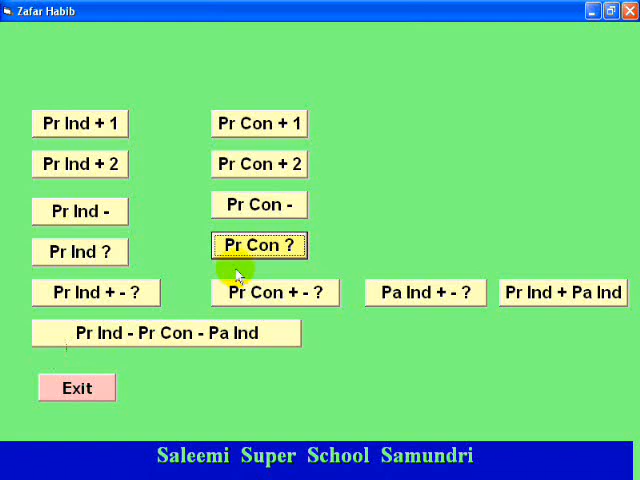 Zafar Habib
Pr Ind + 1 Pr Con + 1
Pr Ind + 2 Pr Con + 2
Pr Ind - Pr Con -
Pr Ind ? Pr Con ?
Pr Ind + - ? Pr Con + - ? Pa Ind + - ? Pr Ind + Pa Ind
Pr Ind - Pr Con - Pa Ind
Exit
Saleemi Super School Samundri